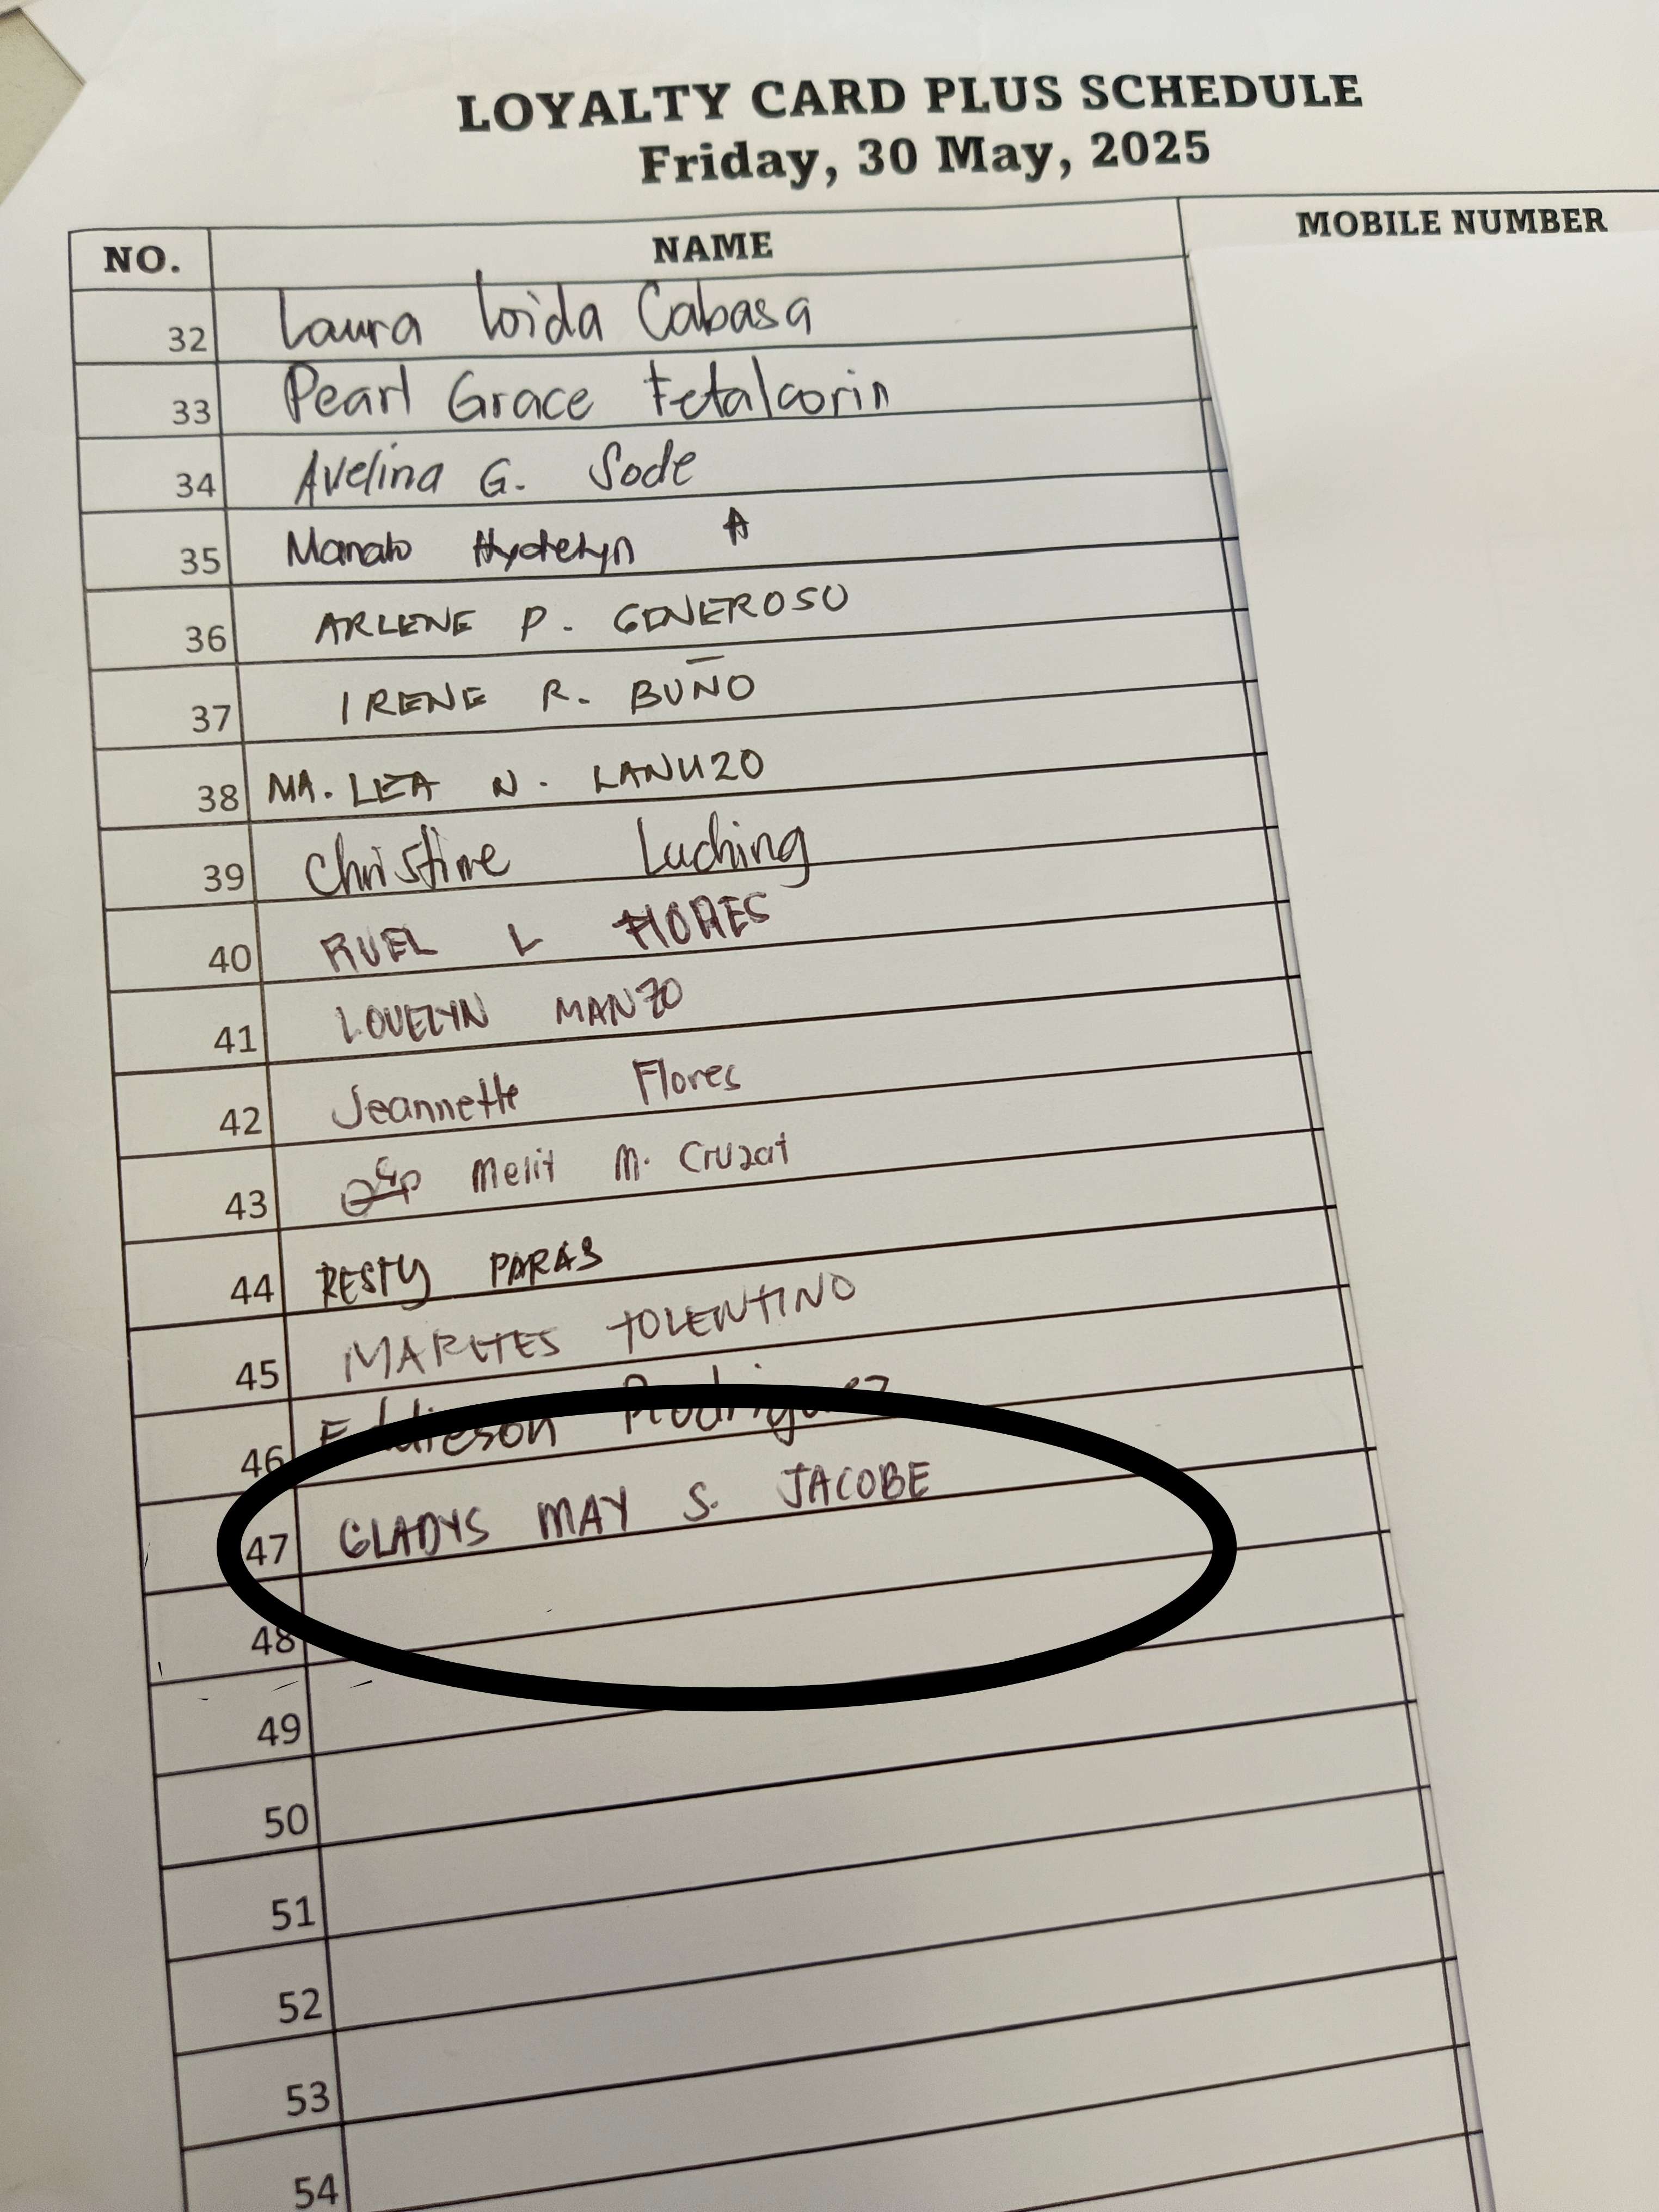 LOYALTY CARD PLUS SCHEDULE
Friday, 30 May, 2025
NO. NAME MOBILE NUMBER
32 Laura Loida Cabasa
33 Pearl Grace Fetalcorin
34 Avelina G. Sode
35 Manalo A
36 ARLENE P. GENEROSO
37 IRENE R. BUÑO
38 MA. LEA N. LANUZO
39 Christine Luching
40 RUEL L FLORES
41 LOVELYN MANZO
42 Jeannette Flores
43 M. Cruzat
44 RESTY PARAS
45 MARITES TOLENTINO
46 Eddieson Rodriguez
47 GLADYS MAY S. JACOBE
48
49
50
51
52
53
54